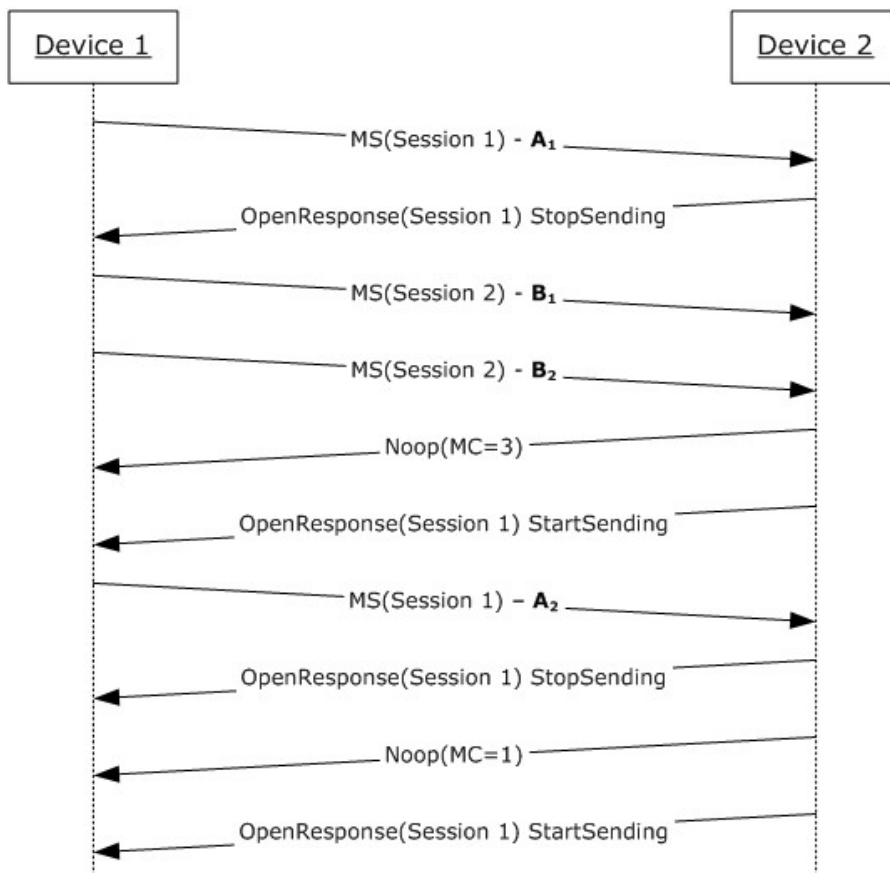 Device 1
Device 2
MS(Session 1) - A₁
OpenResponse(Session 1) StopSending
MS(Session 2) - B₁
MS(Session 2) - B₂
Noop(MC=3)
OpenResponse(Session 1) StartSending
MS(Session 1) – A₂
OpenResponse(Session 1) StopSending
Noop(MC=1)
OpenResponse(Session 1) StartSending